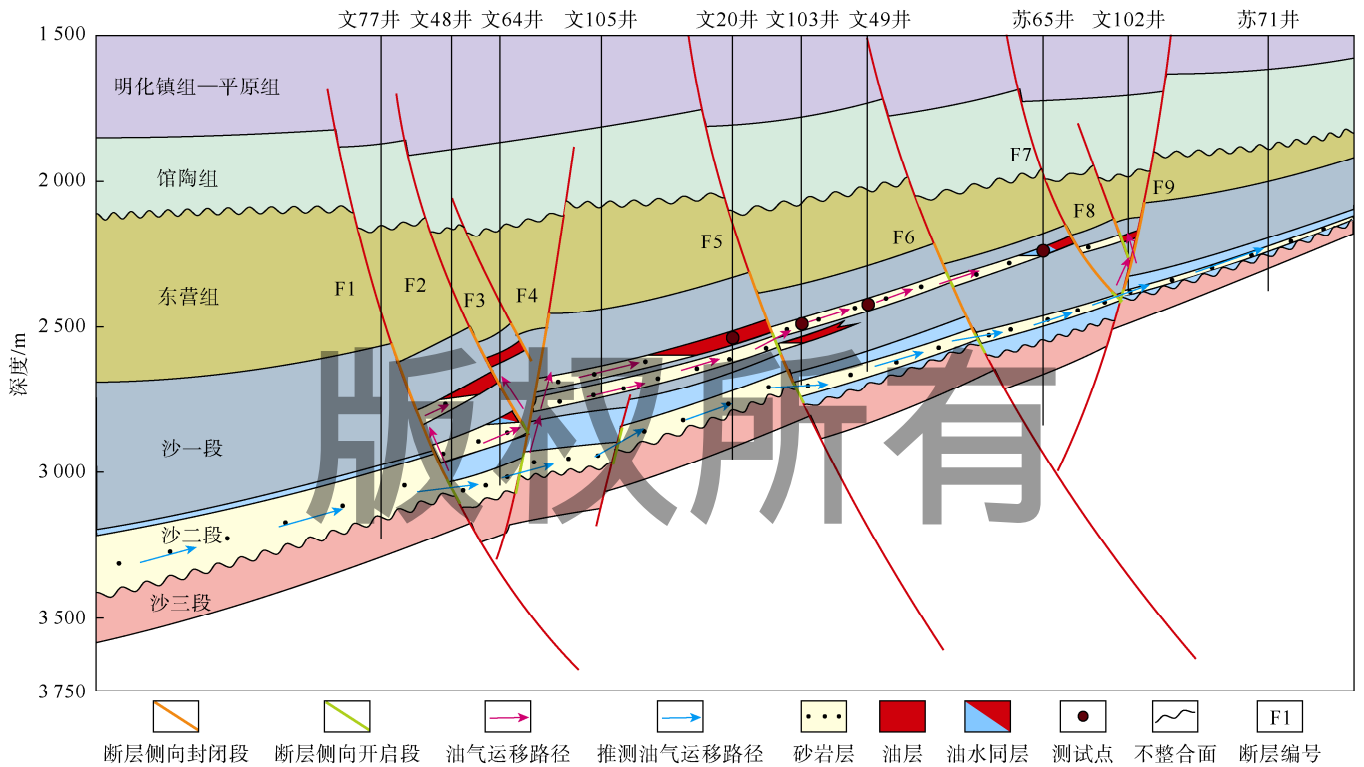 文77井 文48井 文64井 文105井 文20井 文103井 文49井 苏65井 文102井 苏71井
1 500
明化镇组—平原组
F7
馆陶组
2 000
F9
F8
F5
F6
F1
F2
F3
F4
东营组
2 500
深度/m
版权所有
沙一段
3 000
沙二段
沙三段
3 500
3 750
F1
断层侧向封闭段 断层侧向开启段 油气运移路径 推测油气运移路径 砂岩层 油层 油水同层 测试点 不整合面 断层编号